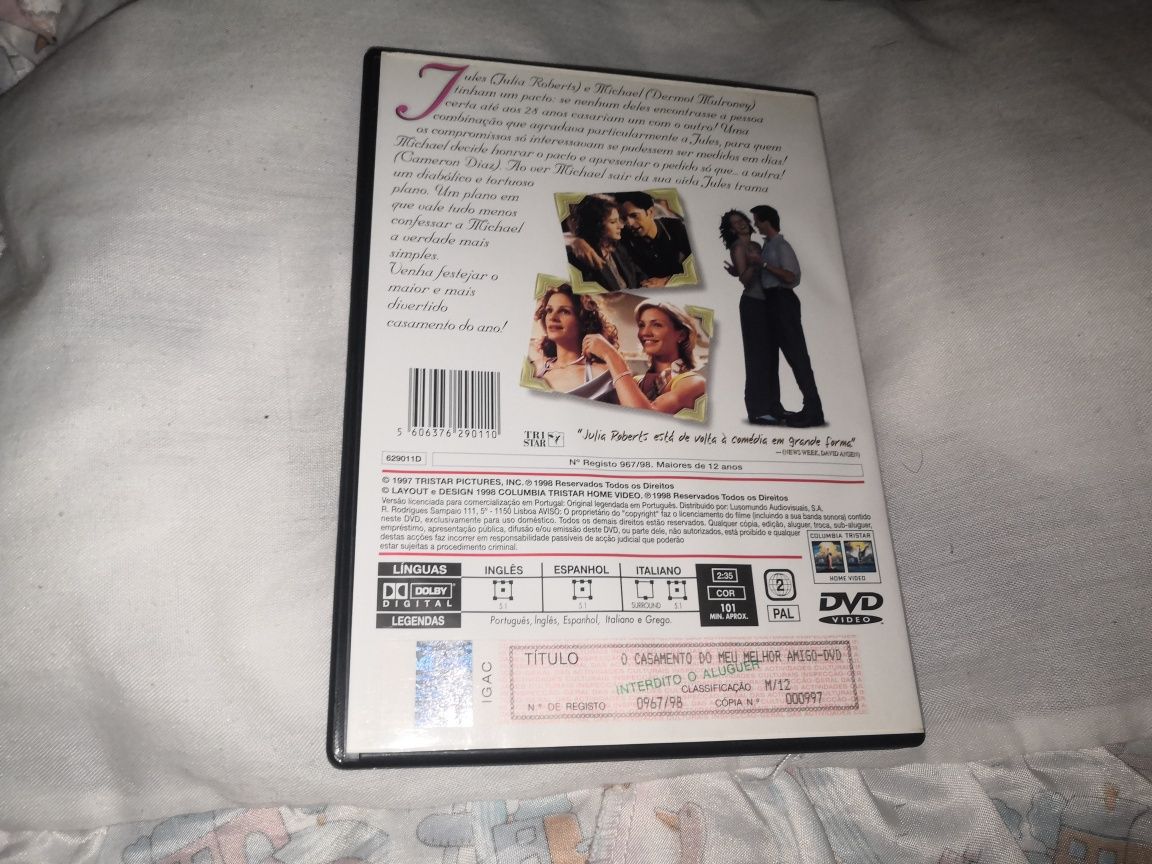 Jules (Julia Roberts) e Michael (Dermot Mulroney)
tinham um pacto: se nenhum deles encontrasse a pessoa
certa até aos 28 anos casariam um com o outro! Uma
combinação que agradava particularmente a Jules, para quem
os compromissos só interessavam se pudessem ser medidos em dias!
Michael decide honrar o pacto e apresentar o pedido só que... a outra!
(Cameron Diaz). Ao ver Michael sair da sua vida Jules trama
um diabólico e tortuoso
plano. Um plano em
que vale tudo menos
confessar a Michael
a verdade mais
simples.
Venha festejar o
maior e mais
divertido
casamento do ano!
5 606376 290110
TRI
STAR
"Julia Roberts está de volta à comédia em grande forma"
— (NEWS WEEK, DAVID ANSEN)
629011D
Nº Registo 967/98. Maiores de 12 anos
© 1997 TRISTAR PICTURES, INC. ℗ 1998 Reservados Todos os Direitos
© LAYOUT e DESIGN 1998 COLUMBIA TRISTAR HOME VIDEO. ℗ 1998 Reservados Todos os Direitos
Versão licenciada para comercialização em Portugal: Original legendada em Português. Distribuido por: Lusomundo Audiovisuais, S.A.
R. Rodrigues Sampaio 111, 5º - 1150 Lisboa AVISO: O proprietário do "copyright" faz o licenciamento do filme (incluindo a sua banda sonora) contido
neste DVD, exclusivamente para uso doméstico. Todos os demais direitos estão reservados. Qualquer cópia, edição, aluguer, troca, sub-aluguer,
empréstimo, apresentação pública, difusão e/ou emissão deste DVD, ou parte dele, não autorizados, está proibido e qualquer
destas acções faz incorrer em responsabilidade passíveis de acção judicial que poderão
estar sujeitas a procedimento criminal.
COLUMBIA TRISTAR
HOME VIDEO
LÍNGUAS
DOLBY
DIGITAL
LEGENDAS
INGLÊS
5.1
ESPANHOL
5.1
ITALIANO
SURROUND 5.1
Português, Inglês, Espanhol, Italiano e Grego.
2:35
COR
101
MIN. APROX.
2
PAL
DVD
VIDEO
IGAC
TÍTULO O CASAMENTO DO MEU MELHOR AMIGO-DVD
INTERDITO O ALUGUER
CLASSIFICAÇÃO M/12
N.º DE REGISTO 0967/98 CÓPIA N.º 000997